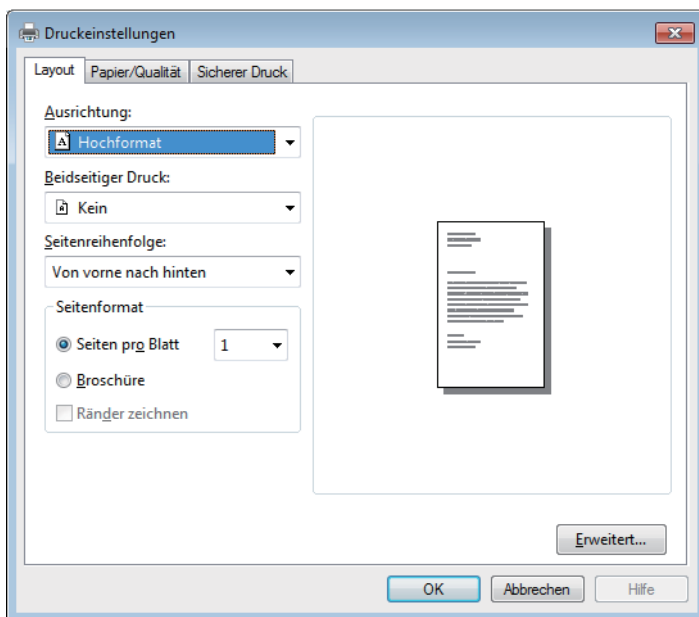 Druckeinstellungen
Layout Papier/Qualität Sicherer Druck
Ausrichtung:
Hochformat
Beidseitiger Druck:
Kein
Seitenreihenfolge:
Von vorne nach hinten
Seitenformat
Seiten pro Blatt 1
Broschüre
Ränder zeichnen
Erweitert...
OK Abbrechen Hilfe